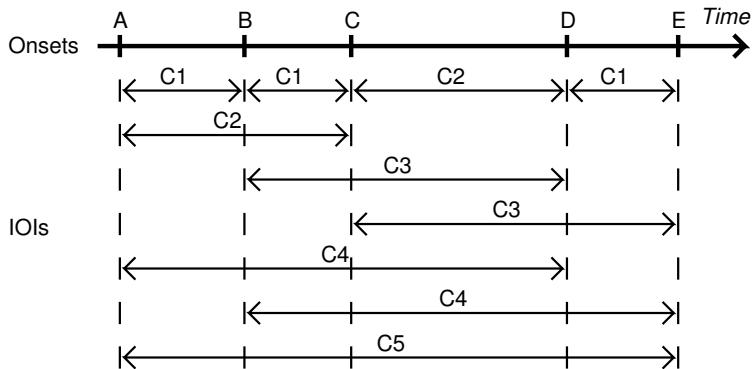 A B C D E Time
Onsets
C1 C1 C2 C1
C2
C3
C3
IOIs
C4
C4
C5